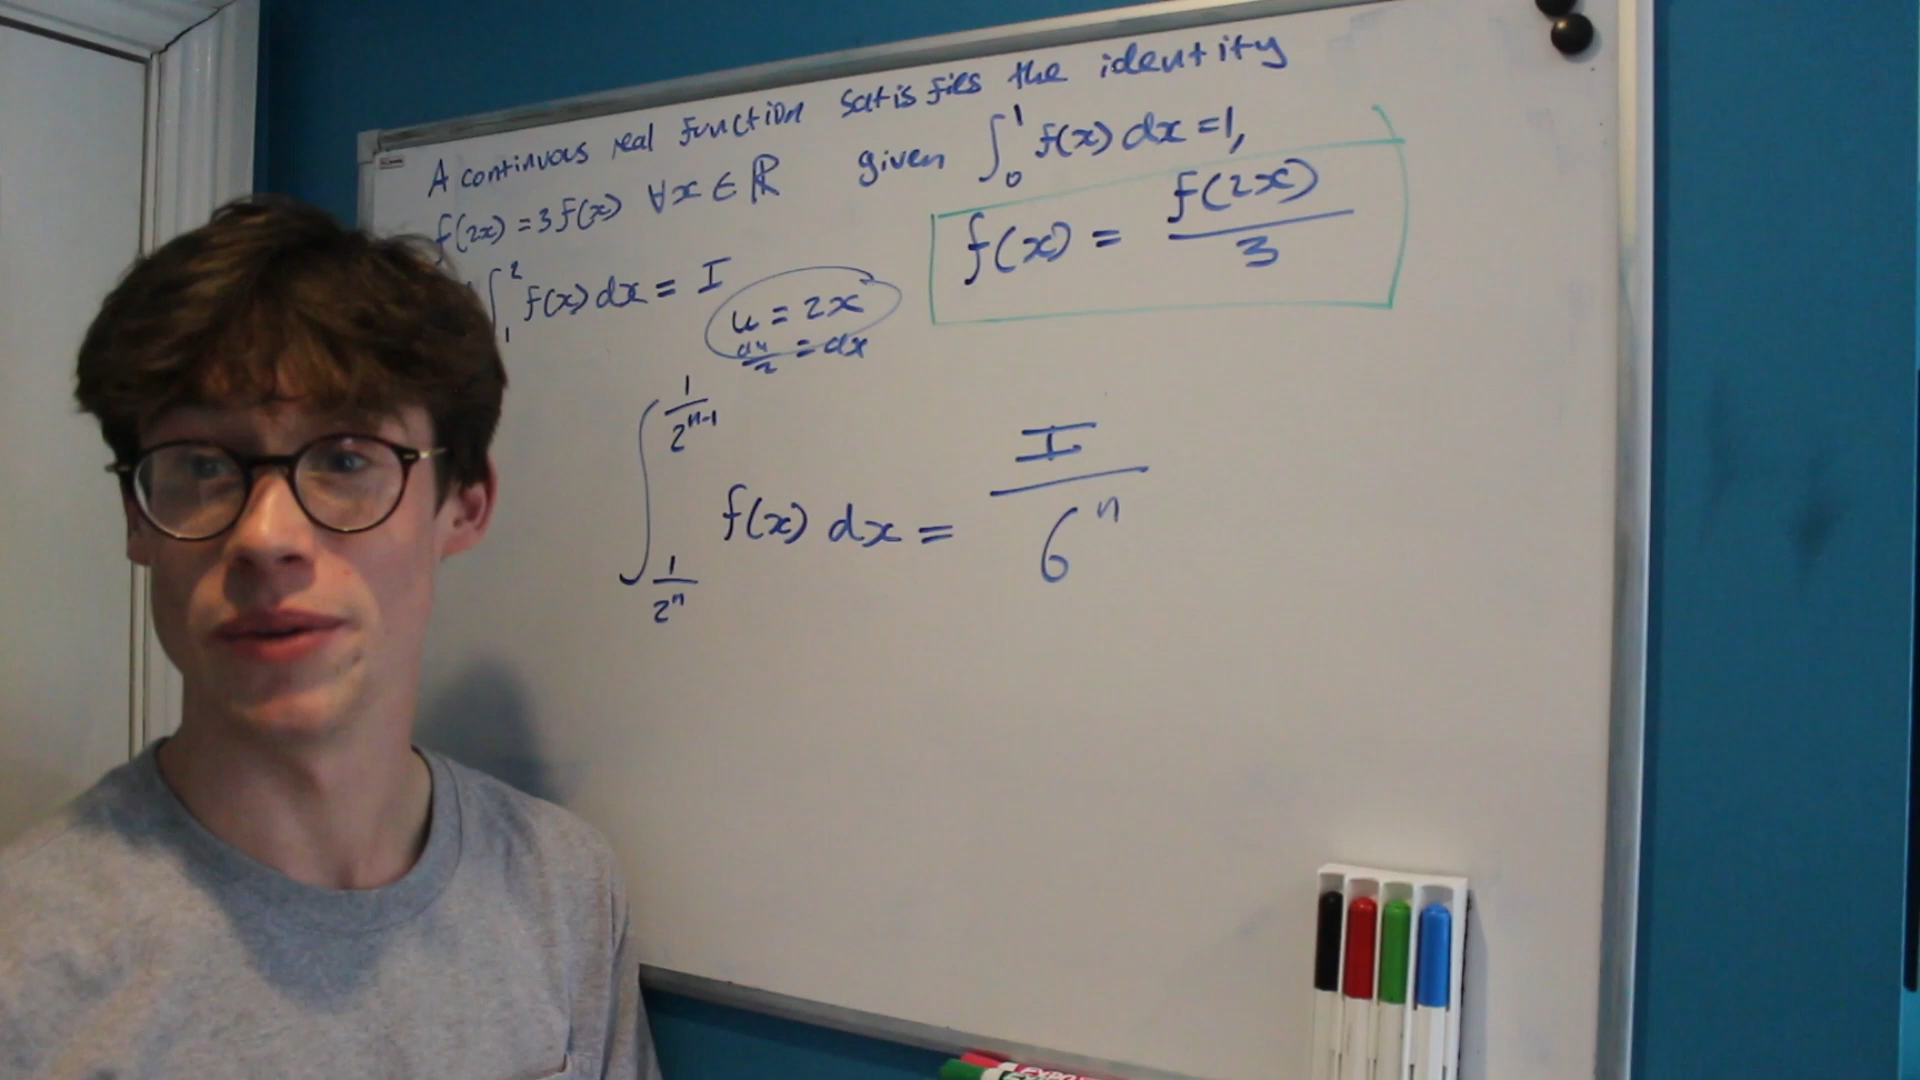 A continuous real function satisfies the identity
f(2x) = 3f(x) ∀x ∈ ℝ given ∫₀¹ f(x) dx = 1,
∫₁² f(x) dx = I
u = 2x
du/2 = dx
f(x) = f(2x)/3
∫_{1/2ⁿ}^{1/2ⁿ⁻¹} f(x) dx = I/6ⁿ
EXPO